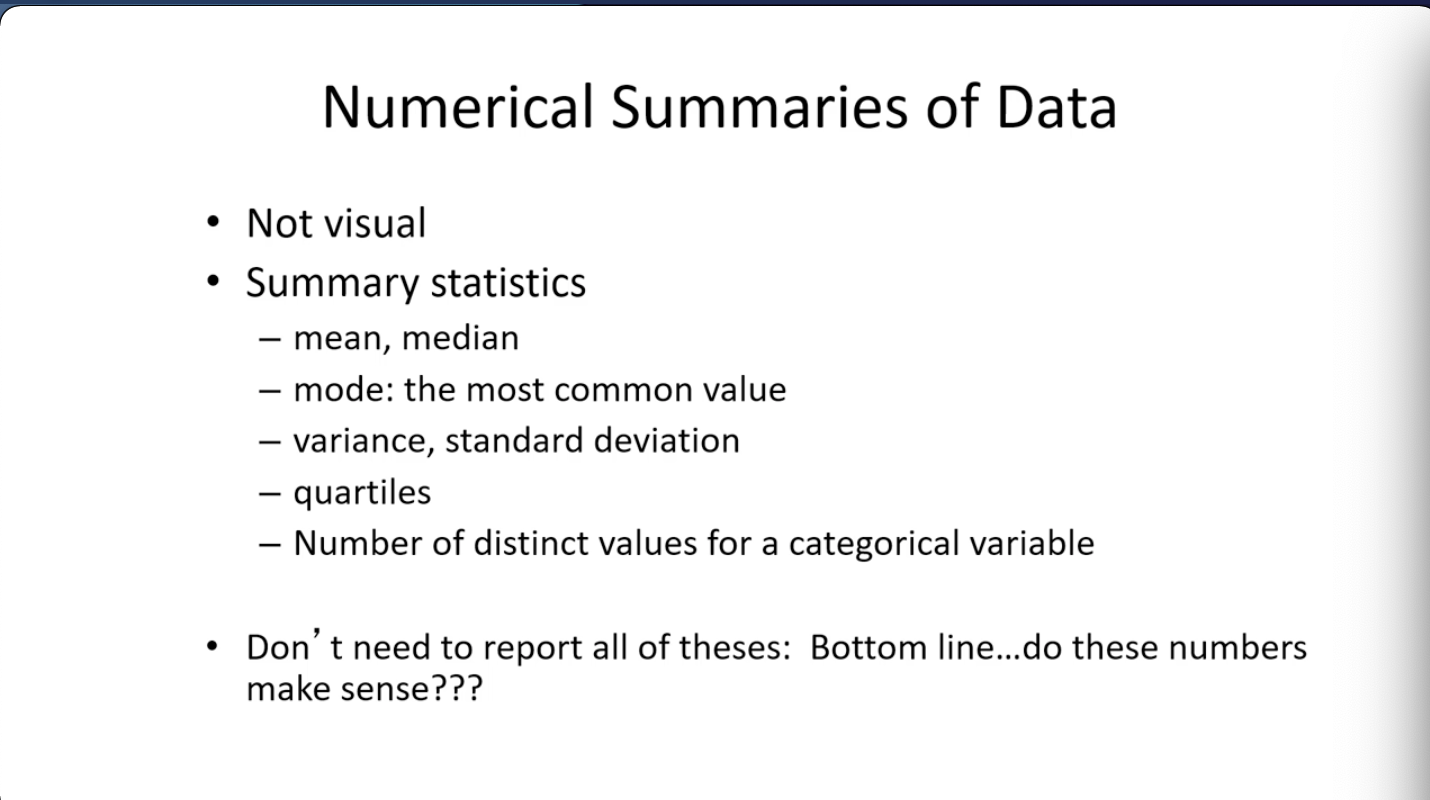 Numerical Summaries of Data
• Not visual
• Summary statistics
– mean, median
– mode: the most common value
– variance, standard deviation
– quartiles
– Number of distinct values for a categorical variable
• Don’t need to report all of theses:  Bottom line…do these numbers
make sense???